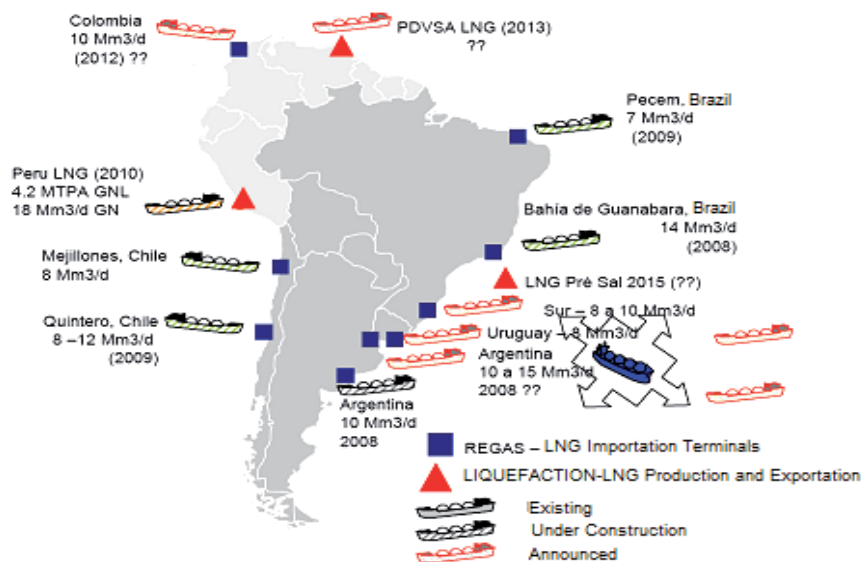 Colombia
10 Mm3/d
(2012) ??
PDVSA LNG (2013)
??
Pecem, Brazil
7 Mm3/d
(2009)
Peru LNG (2010)
4.2 MTPA GNL
18 Mm3/d GN
Bahía de Guanabara, Brazil
14 Mm3/d
(2008)
Mejillones, Chile
8 Mm3/d
LNG Pré Sal 2015 (??)
Quintero, Chile
8 –12 Mm3/d
(2009)
Sur – 8 a 10 Mm3/d
Uruguay – 8 Mm3/d
Argentina
10 a 15 Mm3/d
2008 ??
Argentina
10 Mm3/d
2008
REGAS – LNG Importation Terminals
LIQUEFACTION-LNG Production and Exportation
Existing
Under Construction
Announced